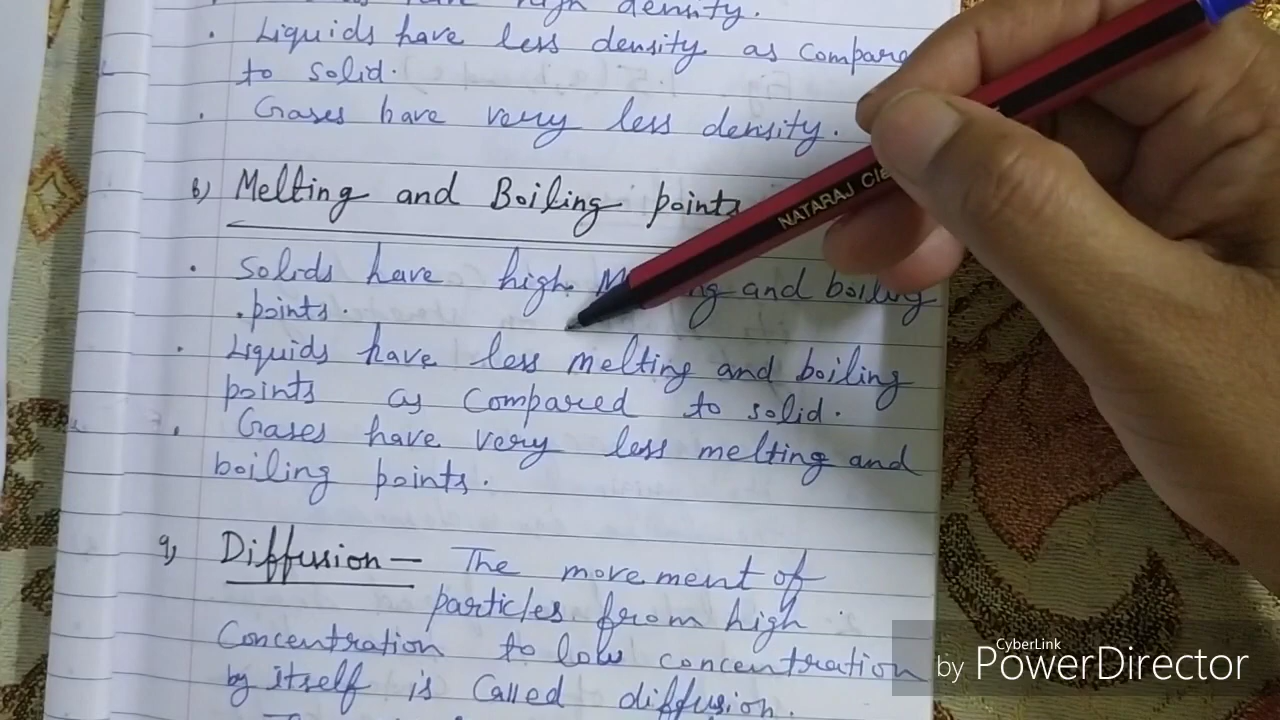 high density.
• Liquids have less density as compare
to solid.
• Gases have very less density.
8) Melting and Boiling points
• Solids have high and boiling
points.
• Liquids have less melting and boiling
points as compared to solid.
• Gases have very less melting and
boiling points.
9) Diffusion — The movement of
particles from high
Concentration to low concentration
by itself is called diffusion.
NATARAJ
CyberLink
by PowerDirector